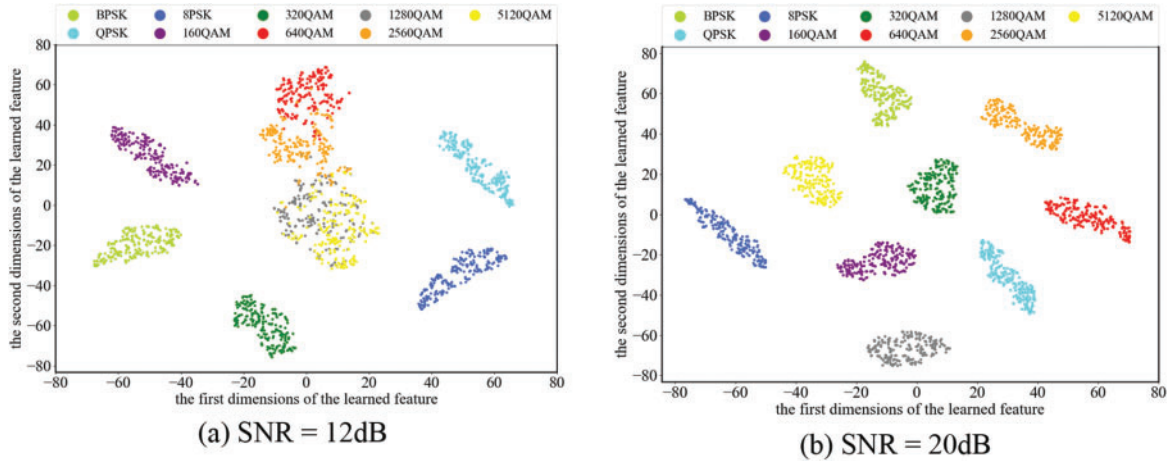 BPSK 8PSK 320QAM 1280QAM 5120QAM
QPSK 160QAM 640QAM 2560QAM
the second dimensions of the learned feature
80
60
40
20
0
−20
−40
−60
−80
−80 −60 −40 −20 0 20 40 60 80
the first dimensions of the learned feature
(a) SNR = 12dB
BPSK 8PSK 320QAM 1280QAM 5120QAM
QPSK 160QAM 640QAM 2560QAM
the second dimensions of the learned feature
80
60
40
20
0
−20
−40
−60
−80
−80 −60 −40 −20 0 20 40 60 80
the first dimensions of the learned feature
(b) SNR = 20dB